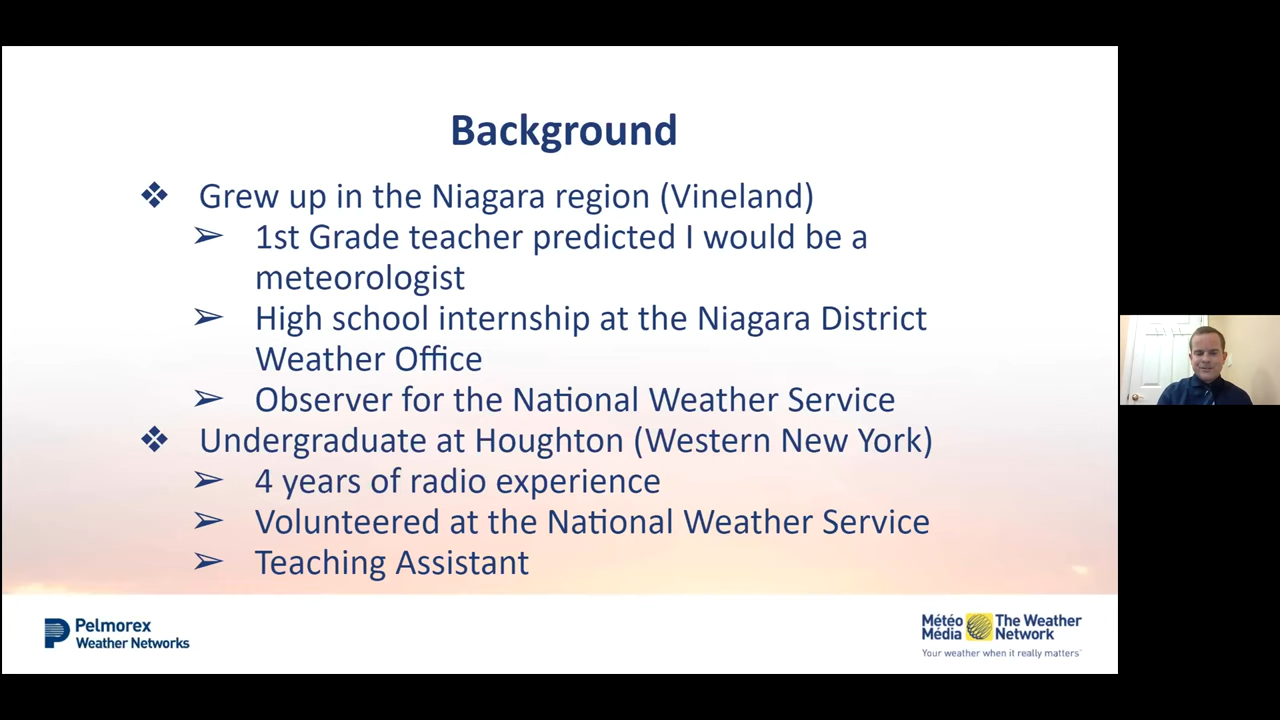 Background
❖ Grew up in the Niagara region (Vineland)
➢ 1st Grade teacher predicted I would be a
meteorologist
➢ High school internship at the Niagara District
Weather Office
➢ Observer for the National Weather Service
❖ Undergraduate at Houghton (Western New York)
➢ 4 years of radio experience
➢ Volunteered at the National Weather Service
➢ Teaching Assistant
Pelmorex
Weather Networks
Météo
Média
The Weather
Network
Your weather when it really matters™